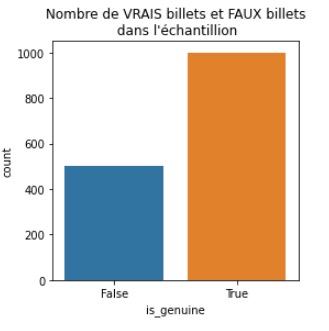 Nombre de VRAIS billets et FAUX billets
dans l'échantillion
1000
800
600
400
200
0
count
False
True
is_genuine